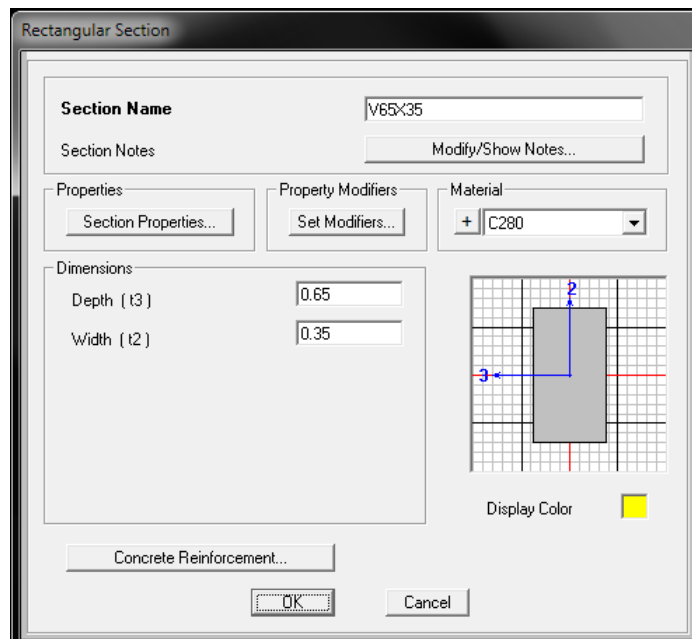 Rectangular Section
Section Name V65X35
Section Notes Modify/Show Notes...
Properties Property Modifiers Material
Section Properties... Set Modifiers... + C280
Dimensions
Depth ( t3 ) 0.65
Width ( t2 ) 0.35
2
3
Display Color
Concrete Reinforcement...
OK Cancel